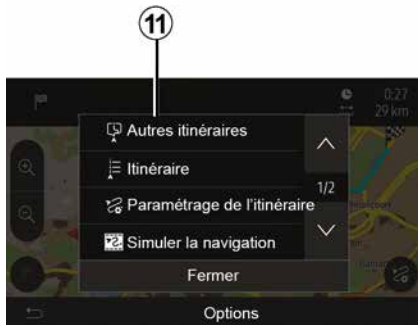 11
0:27
29 km
Autres itinéraires
Itinéraire
1/2
Paramétrage de l'itinéraire
Simuler la navigation
Fermer
Options